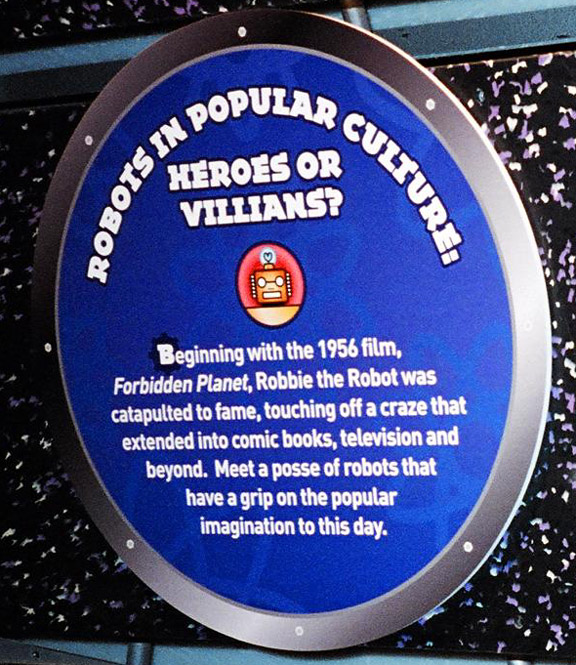 ROBOTS IN POPULAR CULTURE:
HEROES OR
VILLIANS?
Beginning with the 1956 film,
Forbidden Planet, Robbie the Robot was
catapulted to fame, touching off a craze that
extended into comic books, television and
beyond. Meet a posse of robots that
have a grip on the popular
imagination to this day.